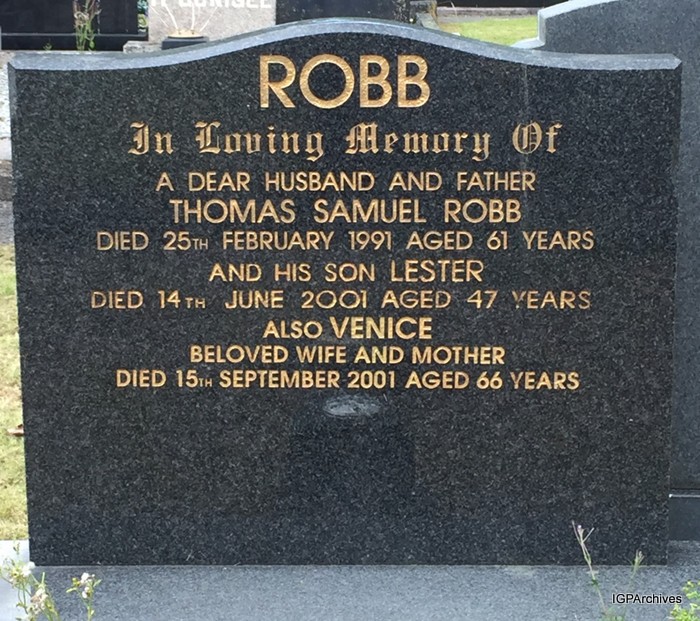 ROBB
In Loving Memory Of
A DEAR HUSBAND AND FATHER
THOMAS SAMUEL ROBB
DIED 25TH FEBRUARY 1991 AGED 61 YEARS
AND HIS SON LESTER
DIED 14TH JUNE 2001 AGED 47 YEARS
ALSO VENICE
BELOVED WIFE AND MOTHER
DIED 15TH SEPTEMBER 2001 AGED 66 YEARS
IGPArchives